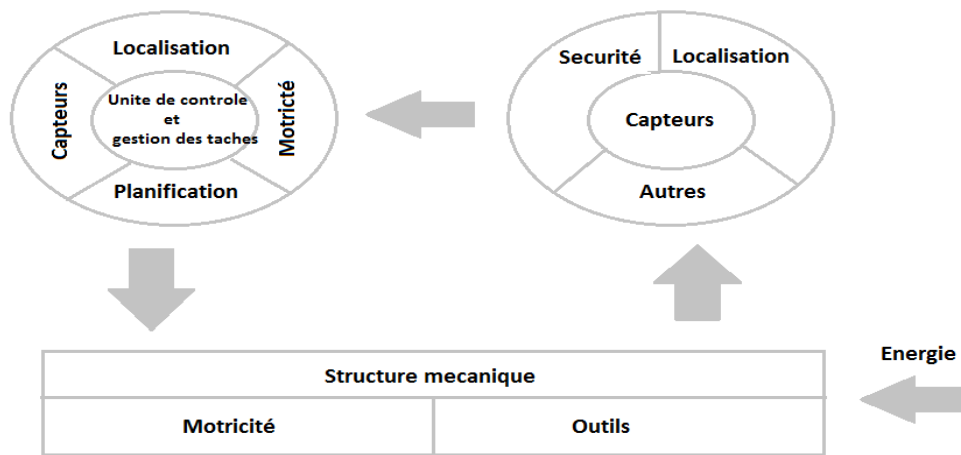 Localisation
Capteurs
Unite de controle
et
gestion des taches
Motricté
Planification
Securité
Localisation
Capteurs
Autres
Energie
Structure mecanique
Motricité
Outils